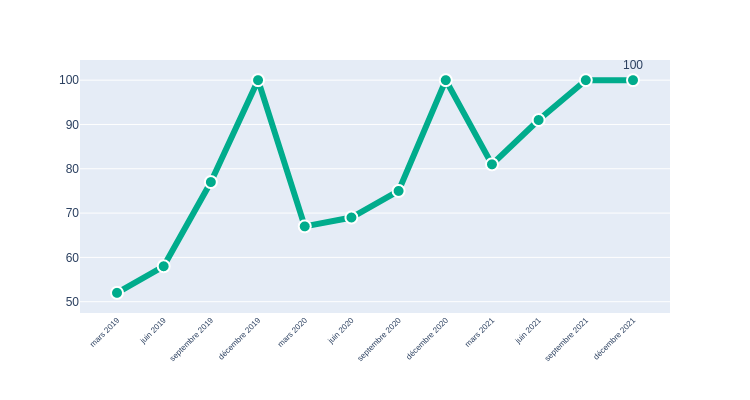 100
100
90
80
70
60
50
mars 2019
juin 2019
septembre 2019
décembre 2019
mars 2020
juin 2020
septembre 2020
décembre 2020
mars 2021
juin 2021
septembre 2021
décembre 2021